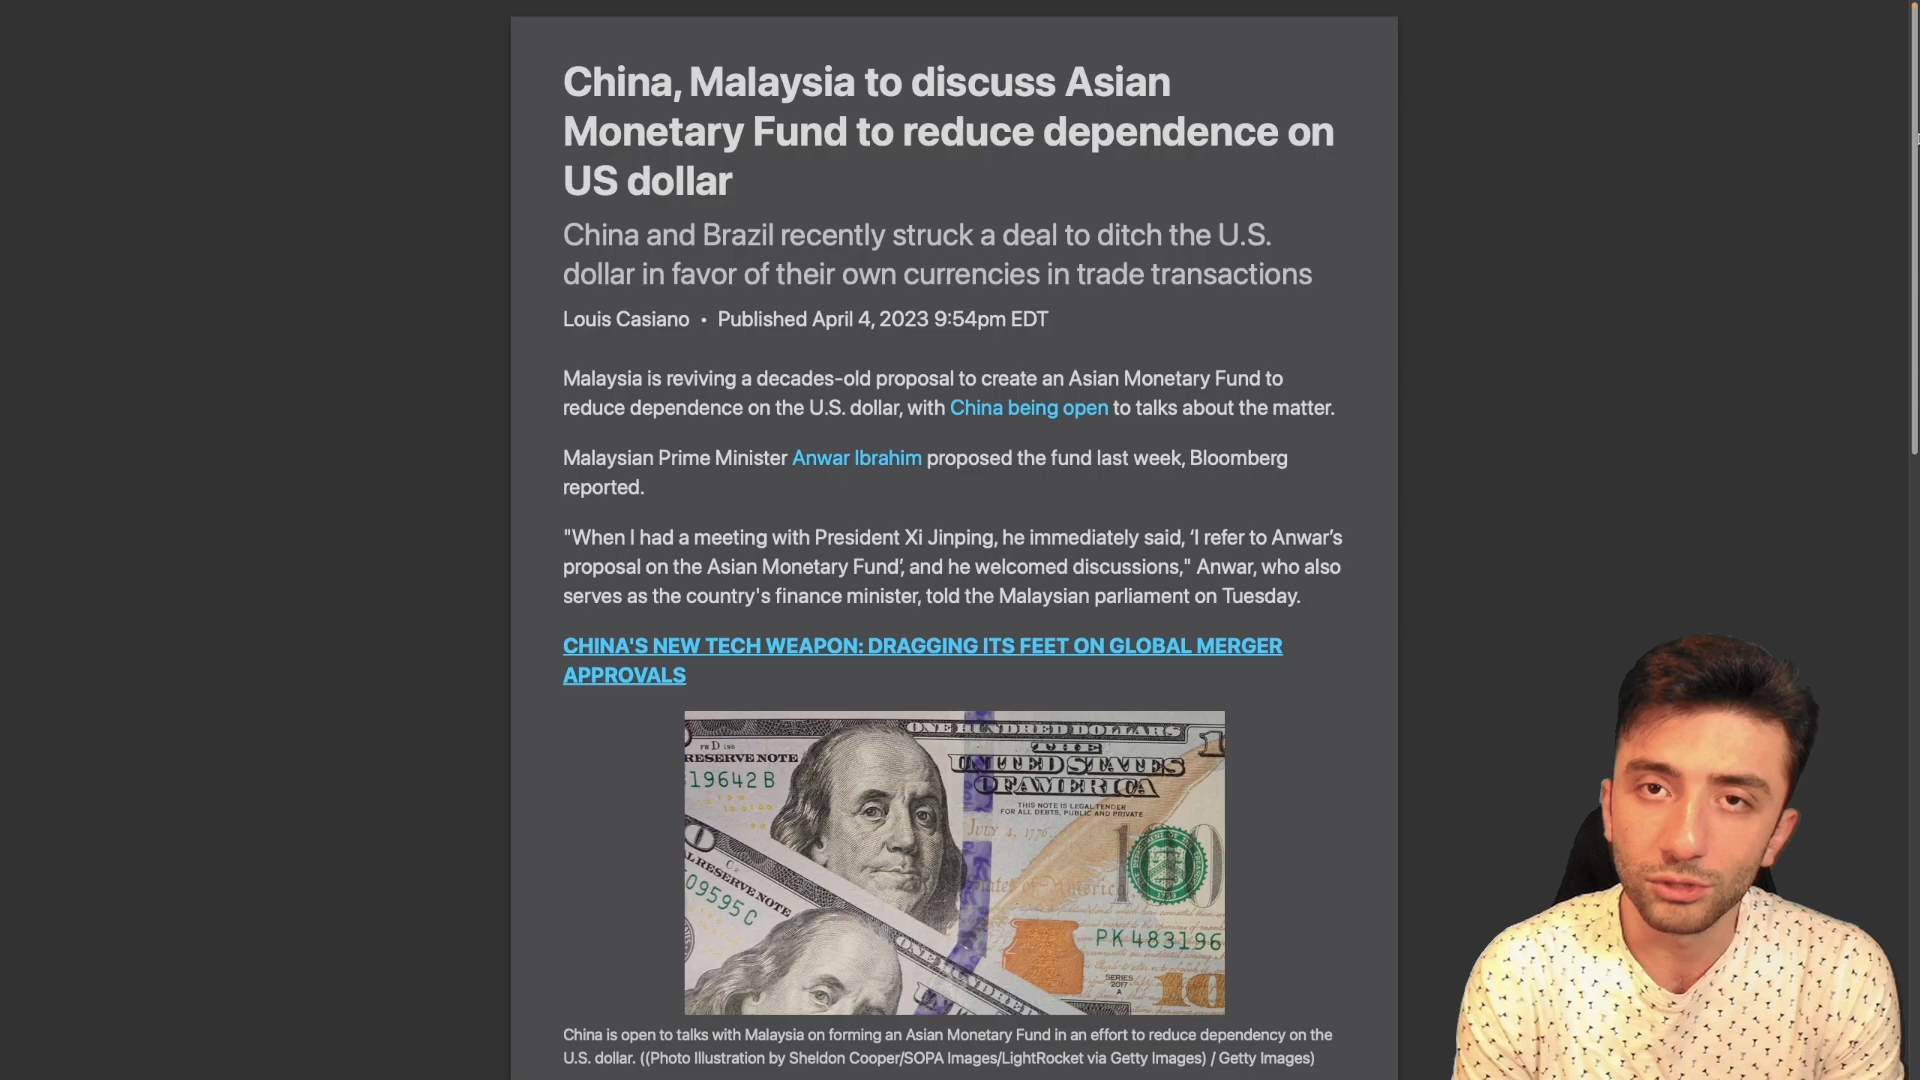 China, Malaysia to discuss Asian
Monetary Fund to reduce dependence on
US dollar
China and Brazil recently struck a deal to ditch the U.S.
dollar in favor of their own currencies in trade transactions
Louis Casiano • Published April 4, 2023 9:54pm EDT
Malaysia is reviving a decades-old proposal to create an Asian Monetary Fund to
reduce dependence on the U.S. dollar, with China being open to talks about the matter.
Malaysian Prime Minister Anwar Ibrahim proposed the fund last week, Bloomberg
reported.
"When I had a meeting with President Xi Jinping, he immediately said, ‘I refer to Anwar’s
proposal on the Asian Monetary Fund’, and he welcomed discussions," Anwar, who also
serves as the country's finance minister, told the Malaysian parliament on Tuesday.
CHINA'S NEW TECH WEAPON: DRAGGING ITS FEET ON GLOBAL MERGER
APPROVALS
ONE HUNDRED DOLLARS
THE
UNITED STATES
OF AMERICA
THIS NOTE IS LEGAL TENDER
FOR ALL DEBTS, PUBLIC AND PRIVATE
RESERVE NOTE
19642 B
JULY 4, 1776
100
RESERVE NOTE
09595 C
PK 483196
SERIES
2017
A
10
China is open to talks with Malaysia on forming an Asian Monetary Fund in an effort to reduce dependency on the
U.S. dollar. ((Photo Illustration by Sheldon Cooper/SOPA Images/LightRocket via Getty Images) / Getty Images)